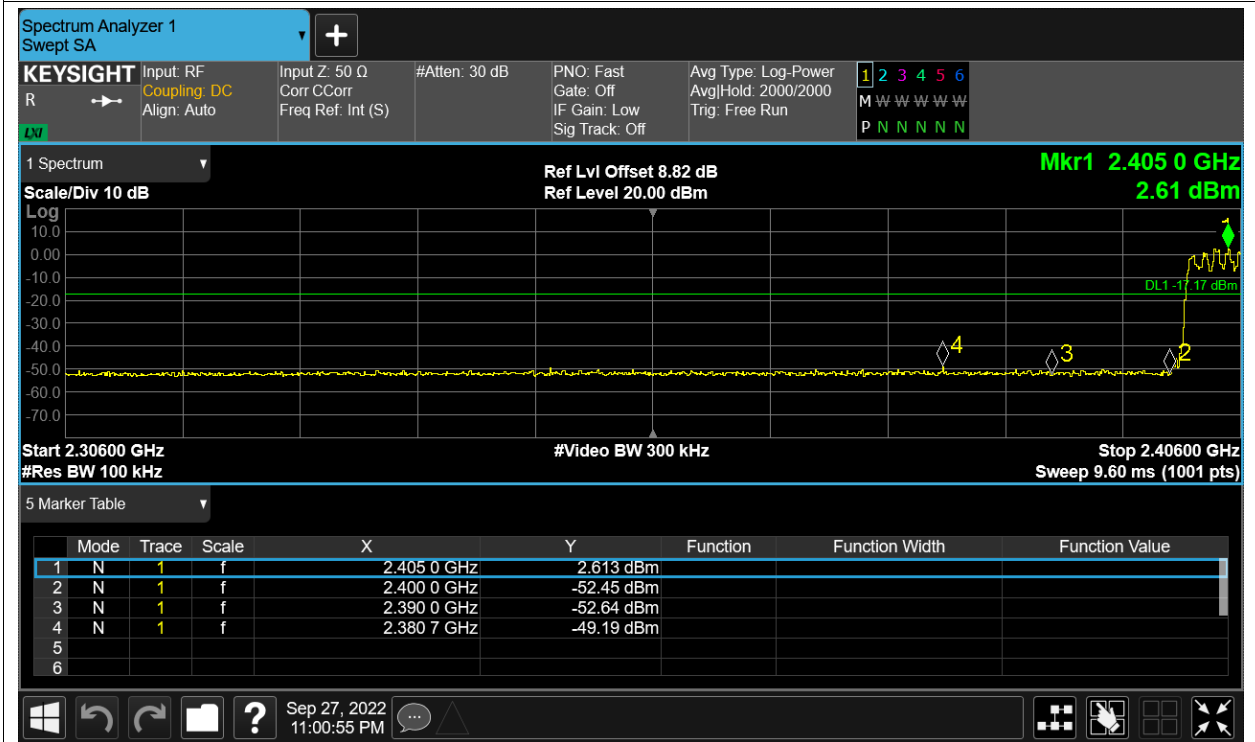 Spectrum Analyzer 1
Swept SA
KEYSIGHT Input: RF Input Z: 50 Ω #Atten: 30 dB PNO: Fast Avg Type: Log-Power 1 2 3 4 5 6
R Coupling: DC Corr CCorr Gate: Off Avg|Hold: 2000/2000 M W W W W W
Align: Auto Freq Ref: Int (S) IF Gain: Low Trig: Free Run
LXI Sig Track: Off P N N N N N
1 Spectrum Ref Lvl Offset 8.82 dB Mkr1 2.405 0 GHz
Scale/Div 10 dB Ref Level 20.00 dBm 2.61 dBm
Log
10.0
0.00
-10.0
DL1 -17.17 dBm
-20.0
-30.0
-40.0
4 3 2
-50.0
-60.0
-70.0
Start 2.30600 GHz #Video BW 300 kHz Stop 2.40600 GHz
#Res BW 100 kHz Sweep 9.60 ms (1001 pts)
5 Marker Table
Mode Trace Scale X Y Function Function Width Function Value
1 N 1 f 2.405 0 GHz 2.613 dBm
2 N 1 f 2.400 0 GHz -52.45 dBm
3 N 1 f 2.390 0 GHz -52.64 dBm
4 N 1 f 2.380 7 GHz -49.19 dBm
5
6
? Sep 27, 2022
11:00:55 PM